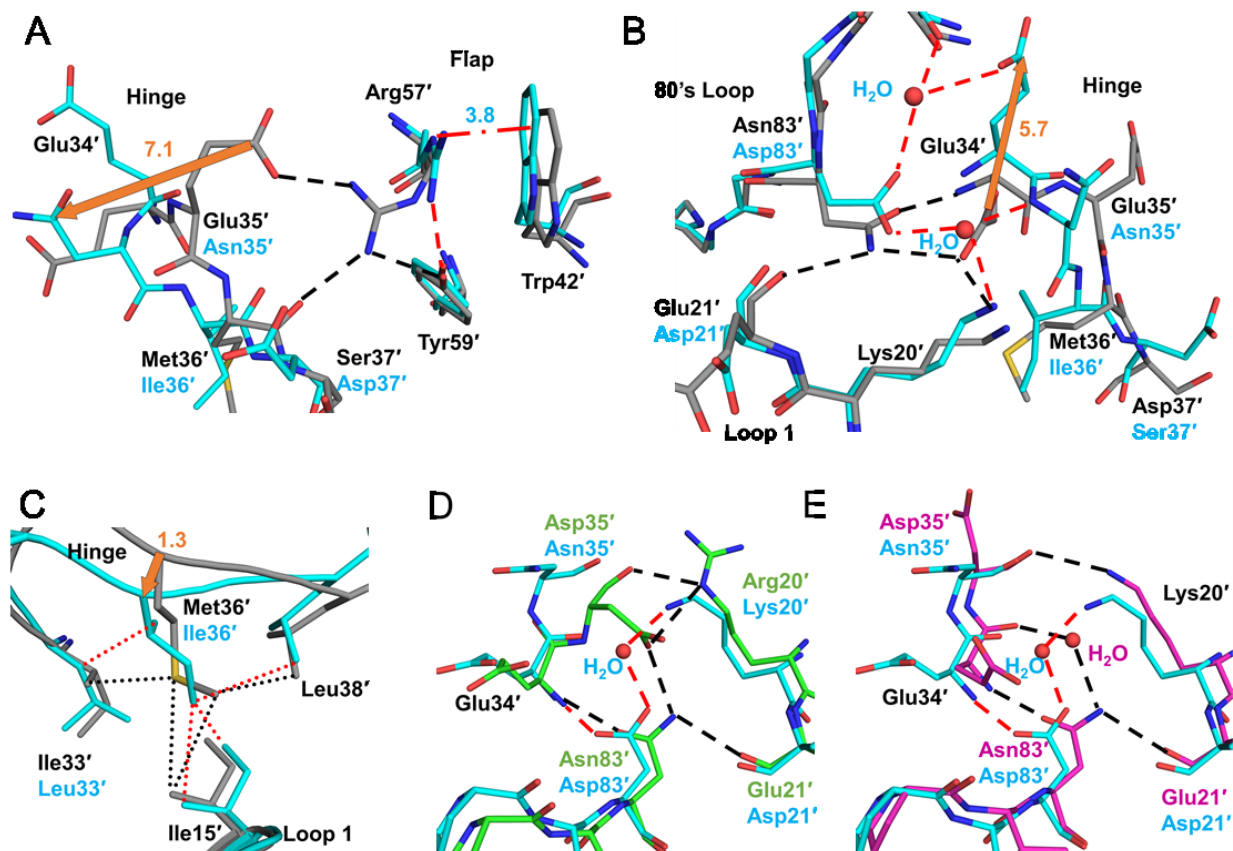 A
Flap
Hinge
Arg57′
3.8
Glu34′
7.1
Glu35′
Asn35′
Trp42′
Tyr59′
Met36′
Ile36′
Ser37′
Asp37′
B
80's Loop
H2O
Hinge
Asn83′
Asp83′
Glu34′
5.7
Glu35′
Asn35′
H2O
Glu21′
Asp21′
Lys20′
Met36′
Ile36′
Asp37′
Ser37′
Loop 1
C
Hinge
1.3
Met36′
Ile36′
Leu38′
Ile33′
Leu33′
Ile15′
Loop 1
D
Asp35′
Asn35′
Arg20′
Lys20′
H2O
Glu34′
Asn83′
Asp83′
Glu21′
Asp21′
E
Asp35′
Asn35′
Lys20′
H2O
H2O
Glu34′
Asn83′
Asp83′
Glu21′
Asp21′